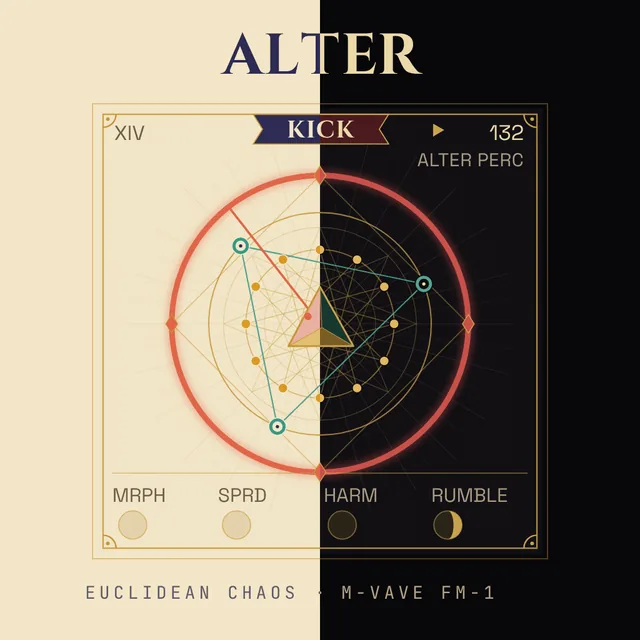 ALTER
XIV
KICK
132
ALTER PERC
MRPH SPRD HARM RUMBLE
EUCLIDEAN CHAOS · M-VAVE FM-1